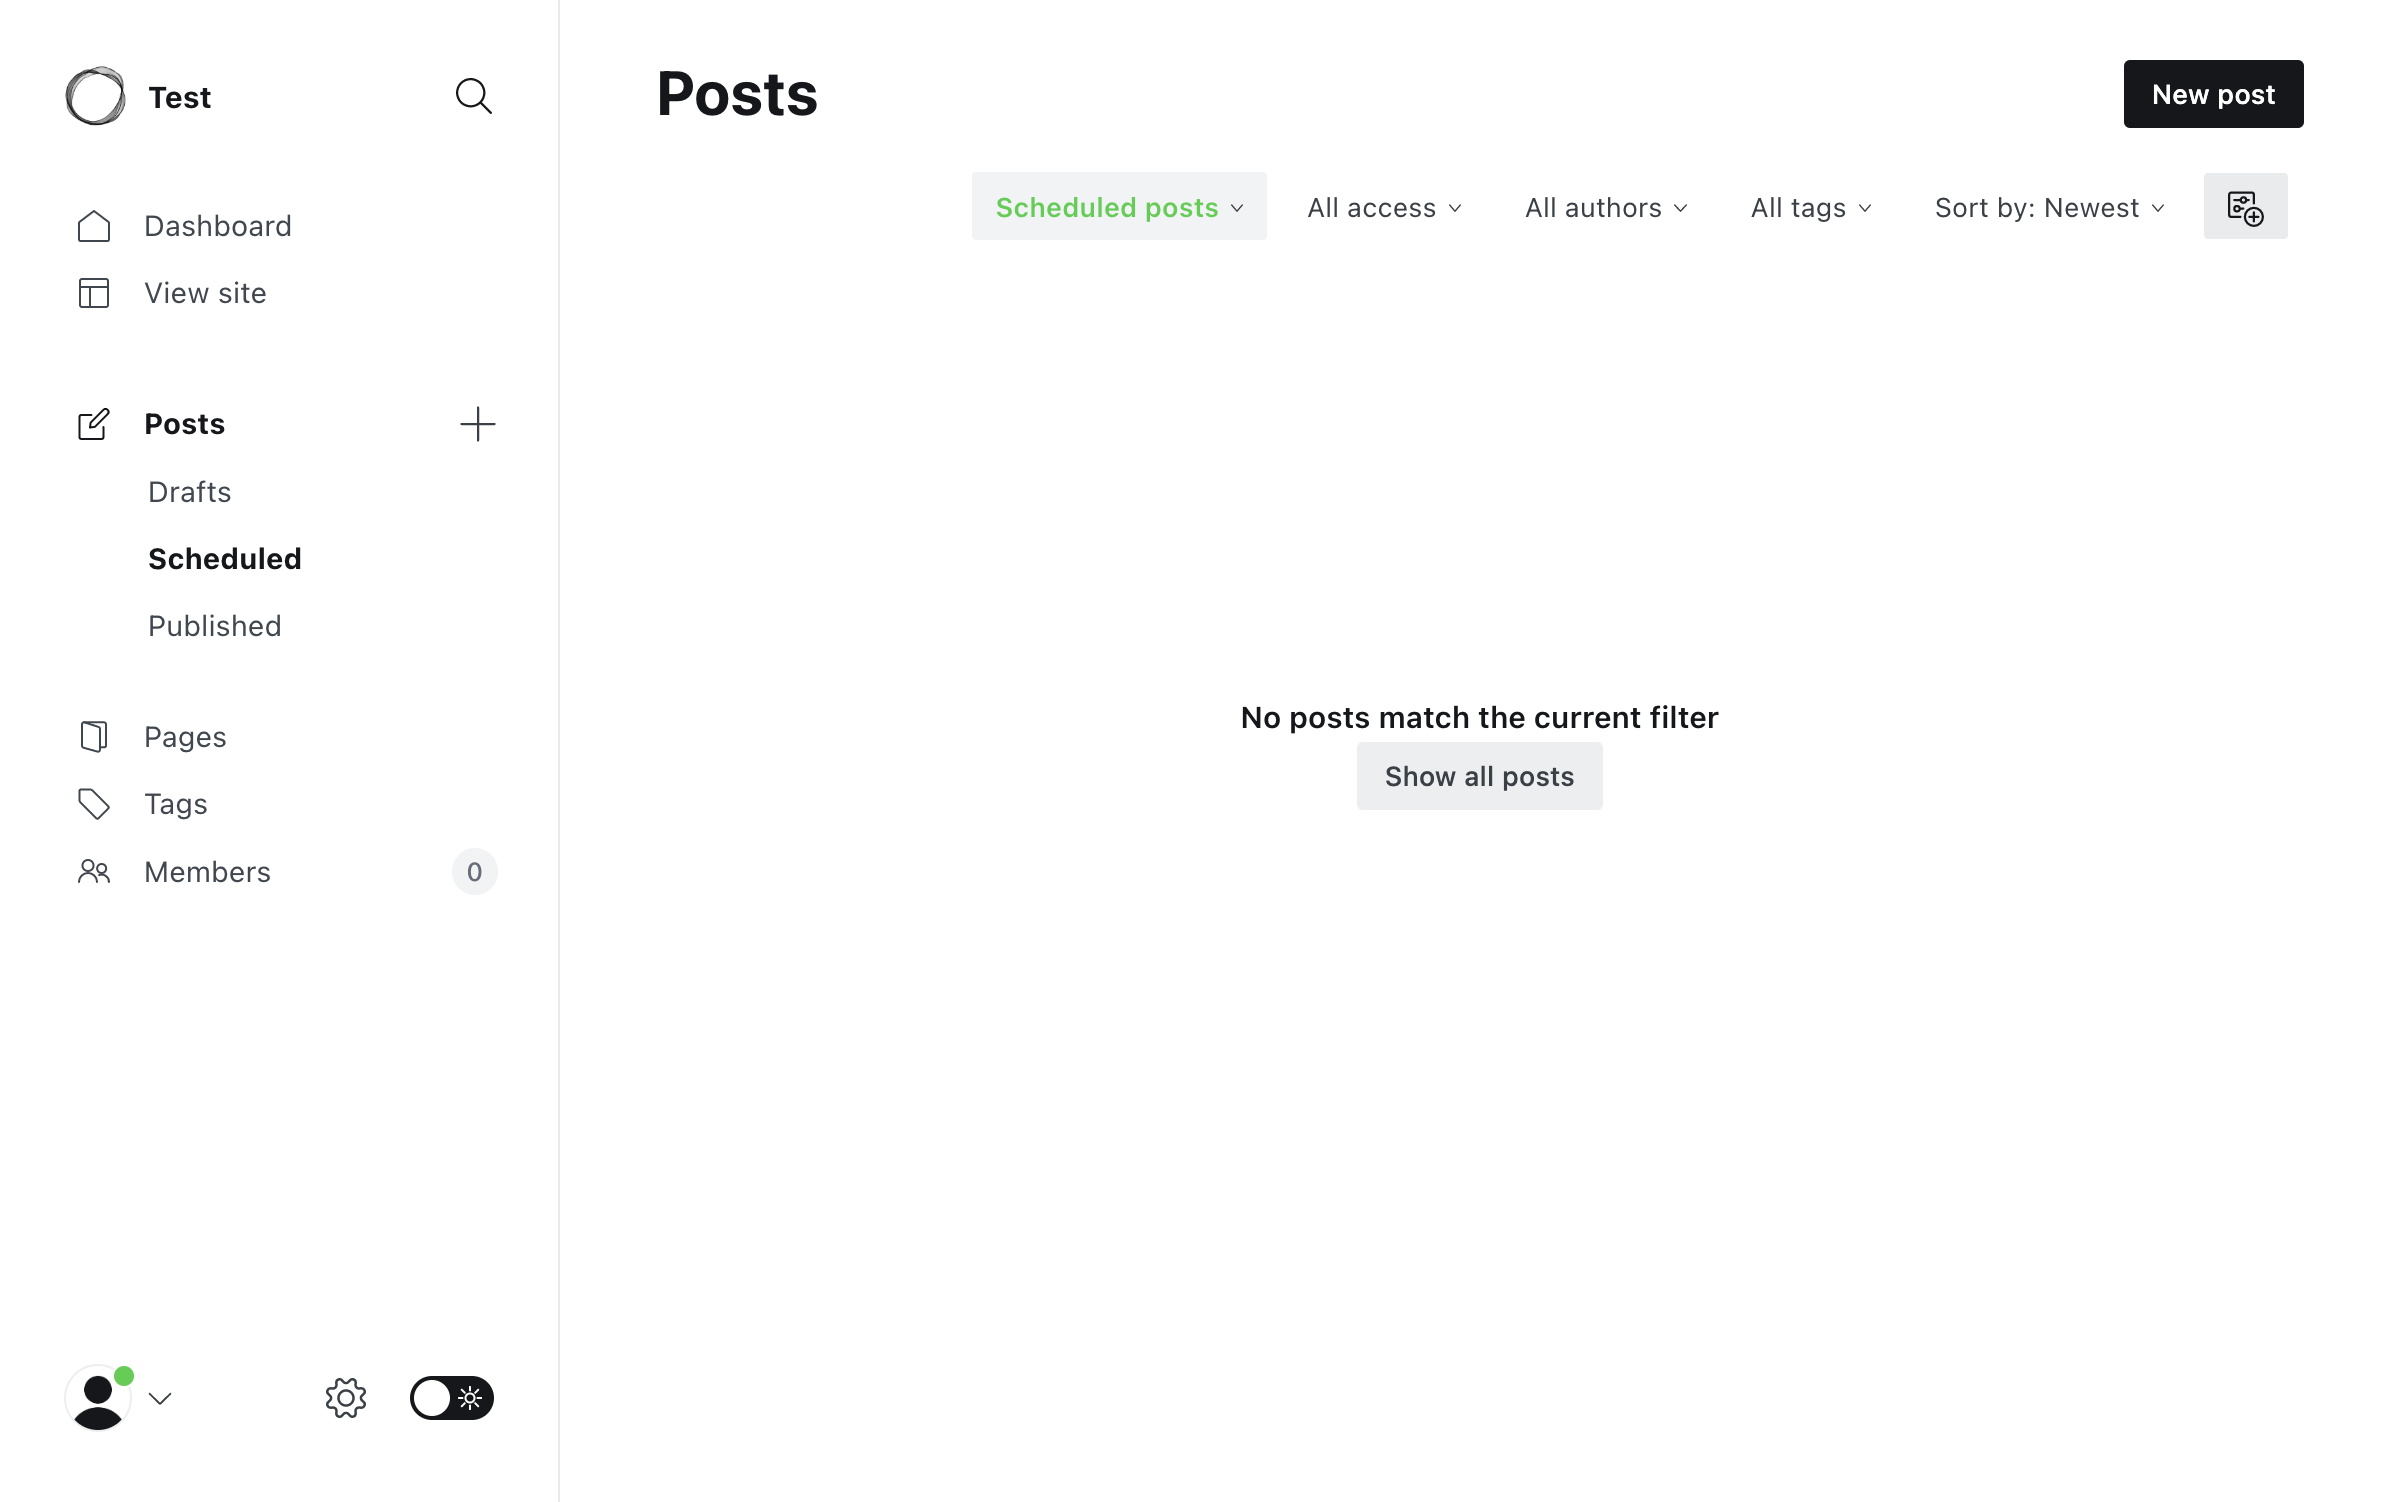 Test
Dashboard
View site
Posts
Drafts
Scheduled
Published
Pages
Tags
Members
0
Posts
New post
Scheduled posts
All access
All authors
All tags
Sort by: Newest
No posts match the current filter
Show all posts